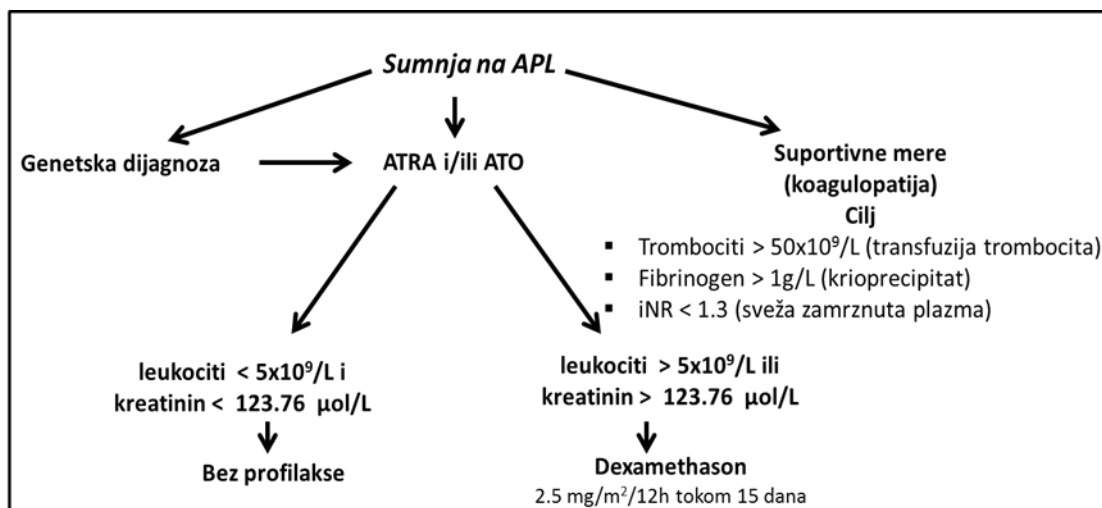 Sumnja na APL
Genetska dijagnoza
ATRA i/ili ATO
Suportivne mere
(koagulopatija)
Cilj
▪ Trombociti > 50x10⁹/L (transfuzija trombocita)
▪ Fibrinogen > 1g/L (krioprecipitat)
▪ iNR < 1.3 (sveža zamrznuta plazma)
leukociti < 5x10⁹/L i
kreatinin < 123.76 µol/L
Bez profilakse
leukociti > 5x10⁹/L ili
kreatinin > 123.76 µol/L
Dexamethason
2.5 mg/m²/12h tokom 15 dana